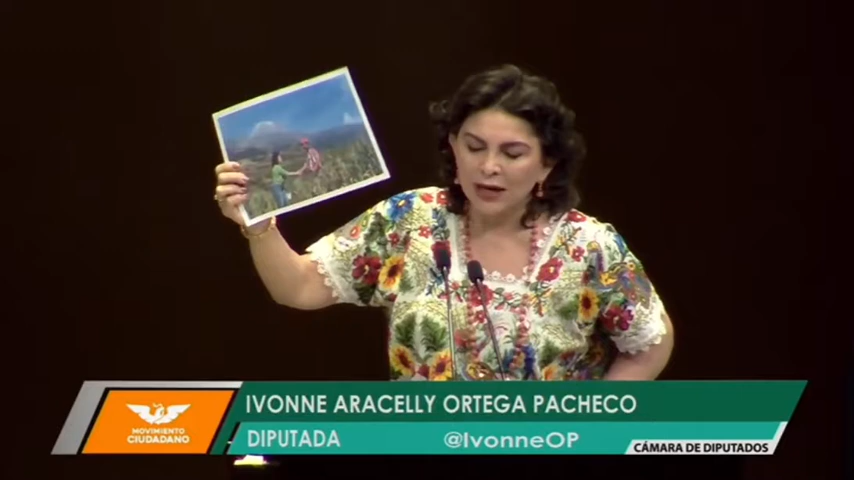 IVONNE ARACELLY ORTEGA PACHECO
MOVIMIENTO
CIUDADANO
DIPUTADA @IvonneOP
CÁMARA DE DIPUTADOS